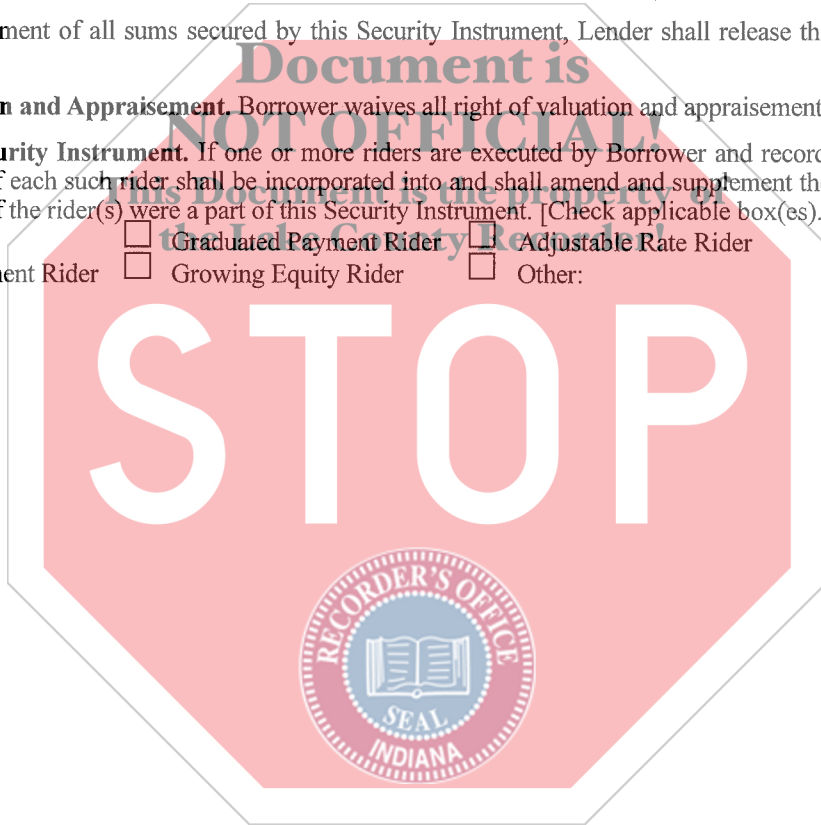 ment of all sums secured by this Security Instrument, Lender shall release th
Document is
n and Appraisement. Borrower waives all right of valuation and appraisement
NOT OFFICIAL!
urity Instrument. If one or more riders are executed by Borrower and record
f each such rider shall be incorporated into and shall amend and supplement th
This Document is the property of
f the rider(s) were a part of this Security Instrument. [Check applicable box(es).
the Lake County Recorder!
Graduated Payment Rider Adjustable Rate Rider
ent Rider Growing Equity Rider Other:
STOP
RECORDER'S OFFICE
SEAL
INDIANA